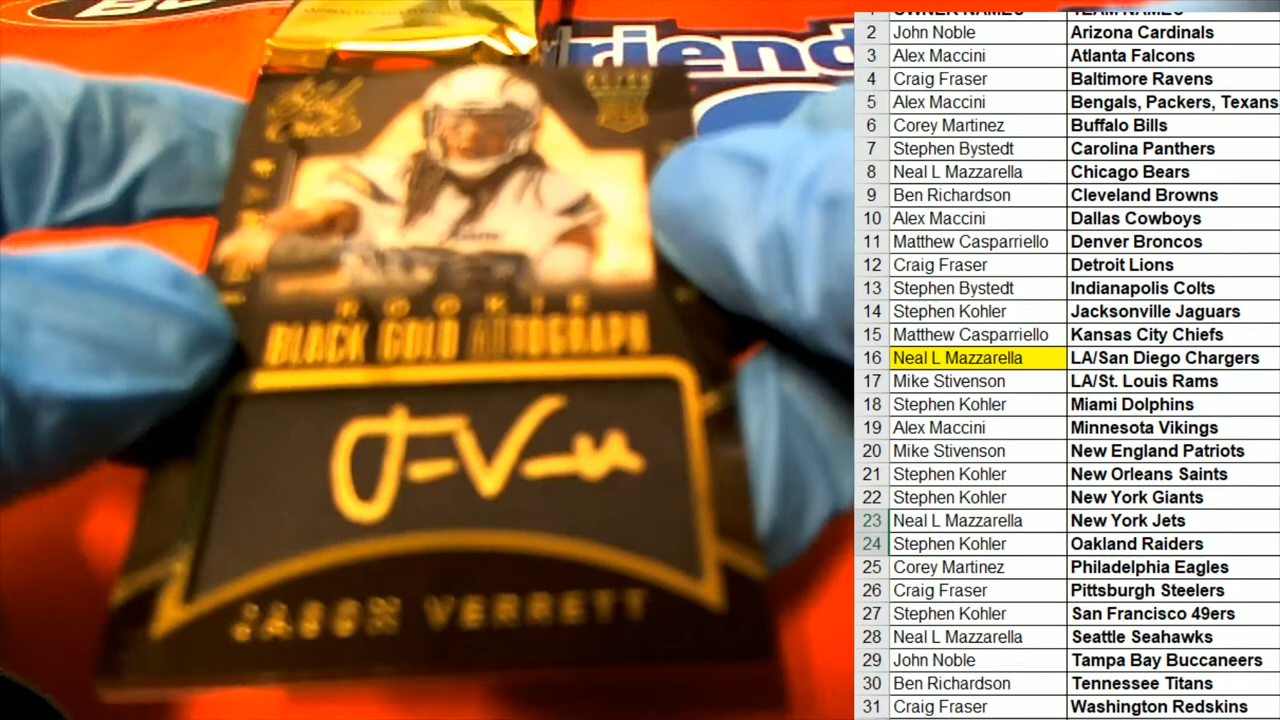 riend
ROOKIE
BLACK GOLD AUTOGRAPH
JASON VERRETT
1 OWNER NAMES TEAM NAMES
2 John Noble Arizona Cardinals
3 Alex Maccini Atlanta Falcons
4 Craig Fraser Baltimore Ravens
5 Alex Maccini Bengals, Packers, Texans
6 Corey Martinez Buffalo Bills
7 Stephen Bystedt Carolina Panthers
8 Neal L Mazzarella Chicago Bears
9 Ben Richardson Cleveland Browns
10 Alex Maccini Dallas Cowboys
11 Matthew Casparriello Denver Broncos
12 Craig Fraser Detroit Lions
13 Stephen Bystedt Indianapolis Colts
14 Stephen Kohler Jacksonville Jaguars
15 Matthew Casparriello Kansas City Chiefs
16 Neal L Mazzarella LA/San Diego Chargers
17 Mike Stivenson LA/St. Louis Rams
18 Stephen Kohler Miami Dolphins
19 Alex Maccini Minnesota Vikings
20 Mike Stivenson New England Patriots
21 Stephen Kohler New Orleans Saints
22 Stephen Kohler New York Giants
23 Neal L Mazzarella New York Jets
24 Stephen Kohler Oakland Raiders
25 Corey Martinez Philadelphia Eagles
26 Craig Fraser Pittsburgh Steelers
27 Stephen Kohler San Francisco 49ers
28 Neal L Mazzarella Seattle Seahawks
29 John Noble Tampa Bay Buccaneers
30 Ben Richardson Tennessee Titans
31 Craig Fraser Washington Redskins